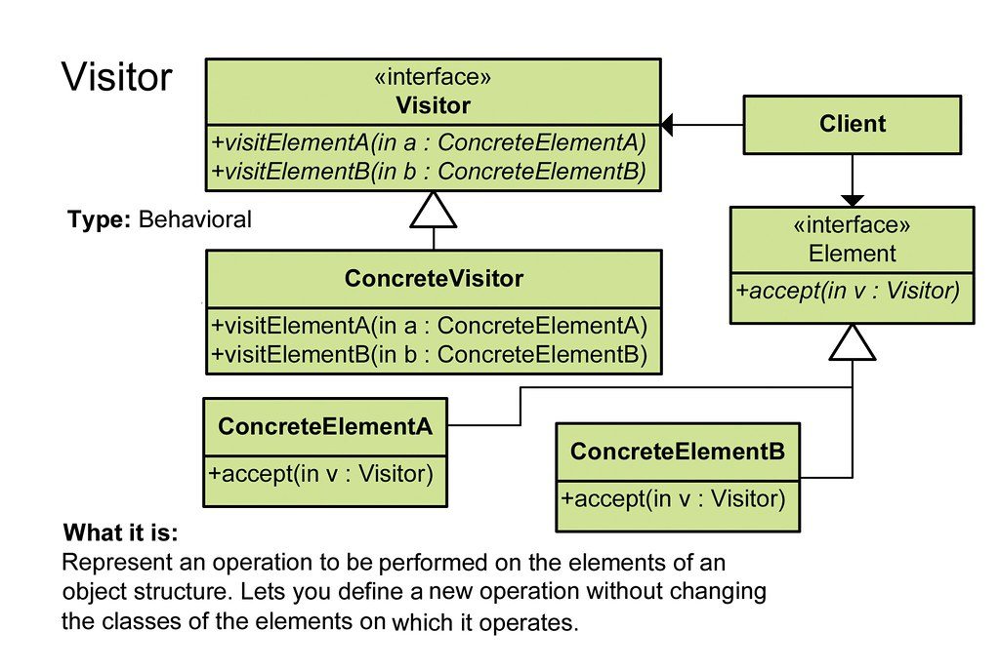 Visitor
«interface»
Visitor
+visitElementA(in a : ConcreteElementA)
+visitElementB(in b : ConcreteElementB)
Client
Type: Behavioral
«interface»
Element
+accept(in v : Visitor)
ConcreteVisitor
+visitElementA(in a : ConcreteElementA)
+visitElementB(in b : ConcreteElementB)
ConcreteElementA
+accept(in v : Visitor)
ConcreteElementB
+accept(in v : Visitor)
What it is:
Represent an operation to be performed on the elements of an
object structure. Lets you define a new operation without changing
the classes of the elements on which it operates.